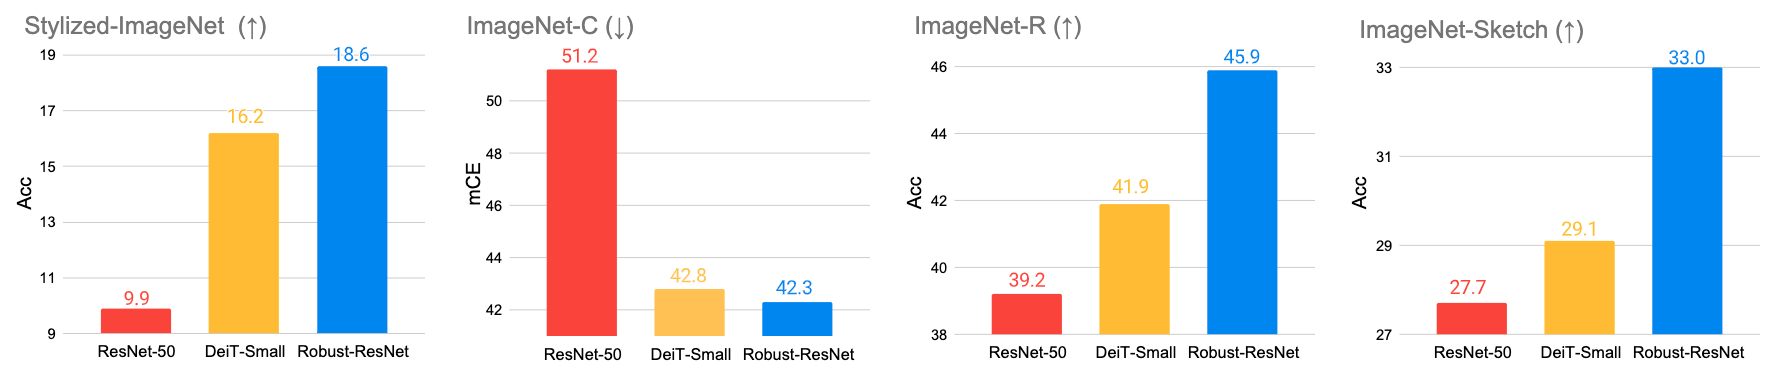 Stylized-ImageNet (↑)
19
17
15
13
11
9
Acc
9.9
16.2
18.6
ResNet-50
DeiT-Small
Robust-ResNet
ImageNet-C (↓)
50
48
46
44
42
mCE
51.2
42.8
42.3
ResNet-50
DeiT-Small
Robust-ResNet
ImageNet-R (↑)
46
44
42
40
38
Acc
39.2
41.9
45.9
ResNet-50
DeiT-Small
Robust-ResNet
ImageNet-Sketch (↑)
33
31
29
27
Acc
27.7
29.1
33.0
ResNet-50
DeiT-Small
Robust-ResNet